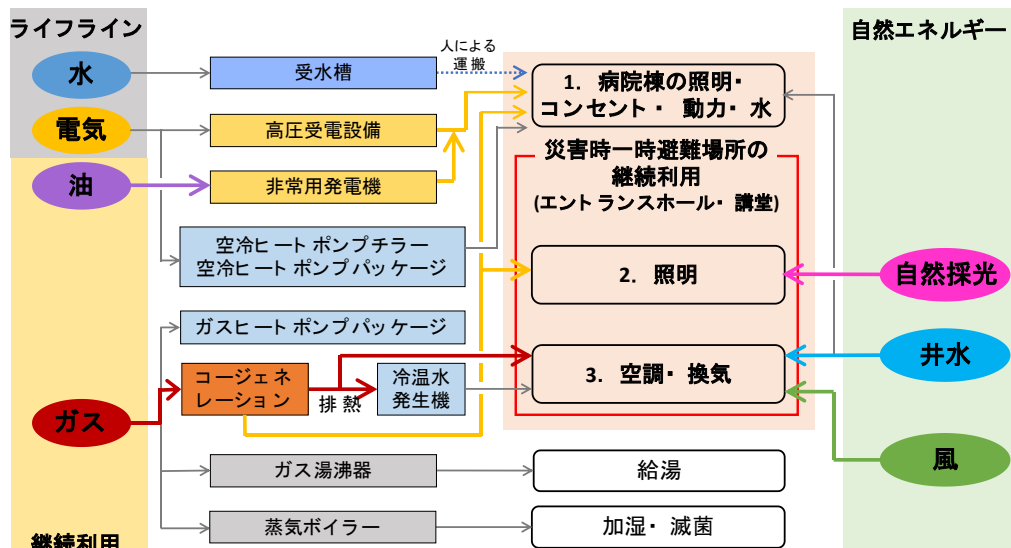 ライフライン
自然エネルギー
水
受水槽
人による
運搬
1. 病院棟の照明・
コンセント・動力・水
電気
高圧受電設備
油
非常用発電機
災害時一時避難場所の
継続利用
(エントランスホール・講堂)
空冷ヒートポンプチラー
空冷ヒートポンプパッケージ
2. 照明
自然採光
ガスヒートポンプパッケージ
コージェネ
レーション
排熱
冷温水
発生機
3. 空調・換気
井水
ガス
風
ガス湯沸器
給湯
蒸気ボイラー
加湿・滅菌
継続利用